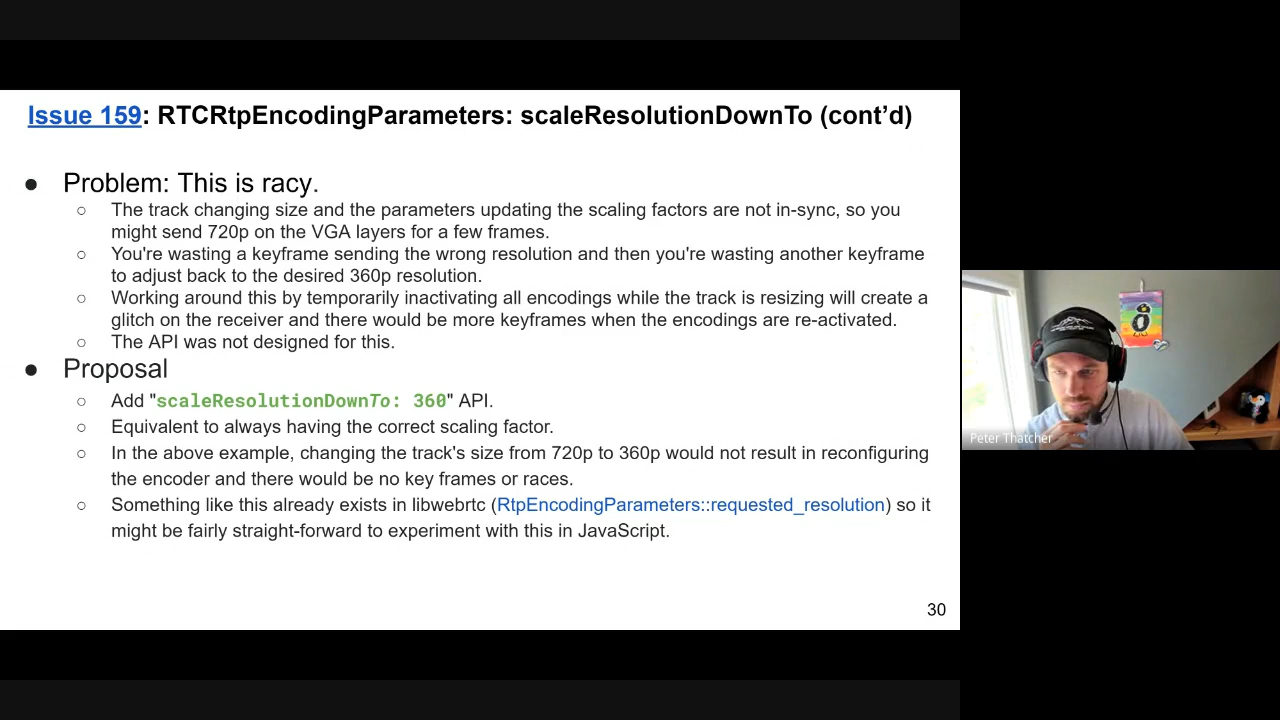 Issue 159: RTCRtpEncodingParameters: scaleResolutionDownTo (cont’d)
● Problem: This is racy.
○ The track changing size and the parameters updating the scaling factors are not in-sync, so you
might send 720p on the VGA layers for a few frames.
○ You're wasting a keyframe sending the wrong resolution and then you're wasting another keyframe
to adjust back to the desired 360p resolution.
○ Working around this by temporarily inactivating all encodings while the track is resizing will create a
glitch on the receiver and there would be more keyframes when the encodings are re-activated.
○ The API was not designed for this.
● Proposal
○ Add "scaleResolutionDownTo: 360" API.
○ Equivalent to always having the correct scaling factor.
○ In the above example, changing the track's size from 720p to 360p would not result in reconfiguring
the encoder and there would be no key frames or races.
○ Something like this already exists in libwebrtc (RtpEncodingParameters::requested_resolution) so it
might be fairly straight-forward to experiment with this in JavaScript.
30
Peter Thatcher